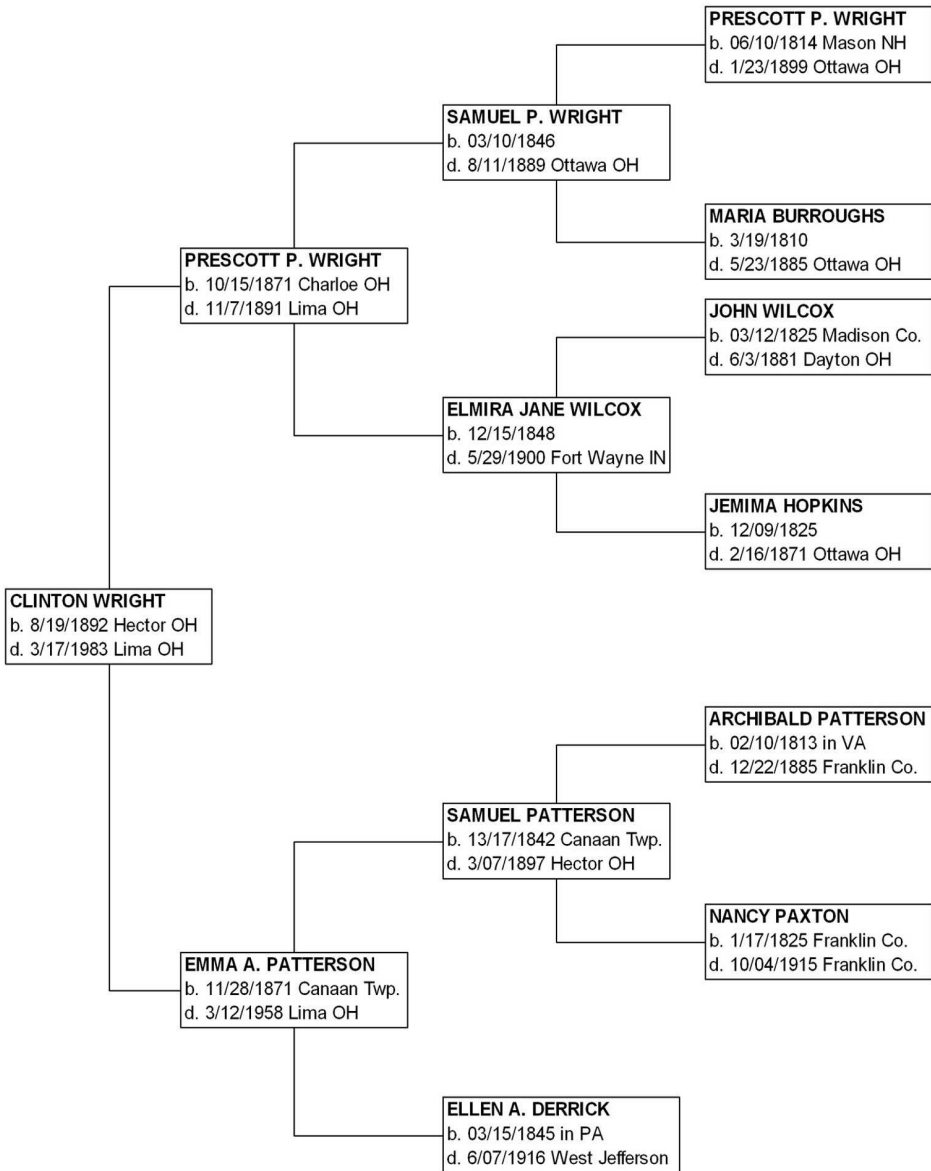 PRESCOTT P. WRIGHT
b. 06/10/1814 Mason NH
d. 1/23/1899 Ottawa OH
SAMUEL P. WRIGHT
b. 03/10/1846
d. 8/11/1889 Ottawa OH
MARIA BURROUGHS
b. 3/19/1810
d. 5/23/1885 Ottawa OH
PRESCOTT P. WRIGHT
b. 10/15/1871 Charloe OH
d. 11/7/1891 Lima OH
JOHN WILCOX
b. 03/12/1825 Madison Co.
d. 6/3/1881 Dayton OH
ELMIRA JANE WILCOX
b. 12/15/1848
d. 5/29/1900 Fort Wayne IN
JEMIMA HOPKINS
b. 12/09/1825
d. 2/16/1871 Ottawa OH
CLINTON WRIGHT
b. 8/19/1892 Hector OH
d. 3/17/1983 Lima OH
ARCHIBALD PATTERSON
b. 02/10/1813 in VA
d. 12/22/1885 Franklin Co.
SAMUEL PATTERSON
b. 13/17/1842 Canaan Twp.
d. 3/07/1897 Hector OH
NANCY PAXTON
b. 1/17/1825 Franklin Co.
d. 10/04/1915 Franklin Co.
EMMA A. PATTERSON
b. 11/28/1871 Canaan Twp.
d. 3/12/1958 Lima OH
ELLEN A. DERRICK
b. 03/15/1845 in PA
d. 6/07/1916 West Jefferson